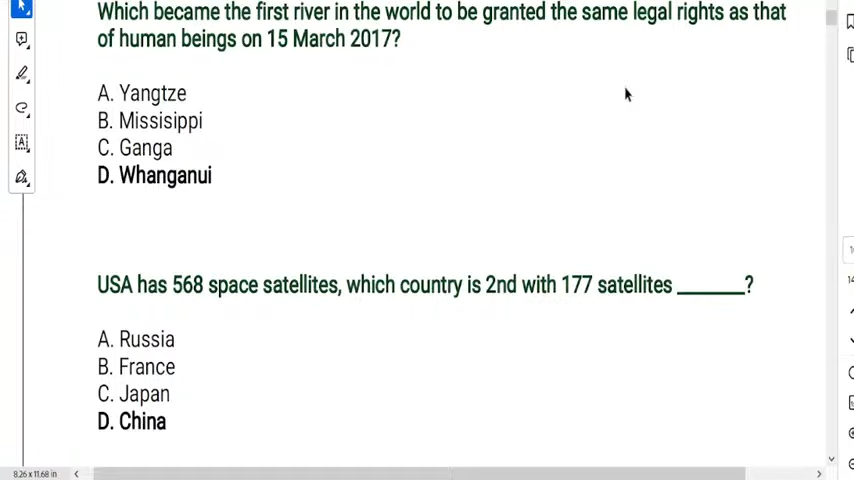 Which became the first river in the world to be granted the same legal rights as that
of human beings on 15 March 2017?
A. Yangtze
B. Missisippi
C. Ganga
D. Whanganui
USA has 568 space satellites, which country is 2nd with 177 satellites _______?
A. Russia
B. France
C. Japan
D. China
8.26 x 11.68 in